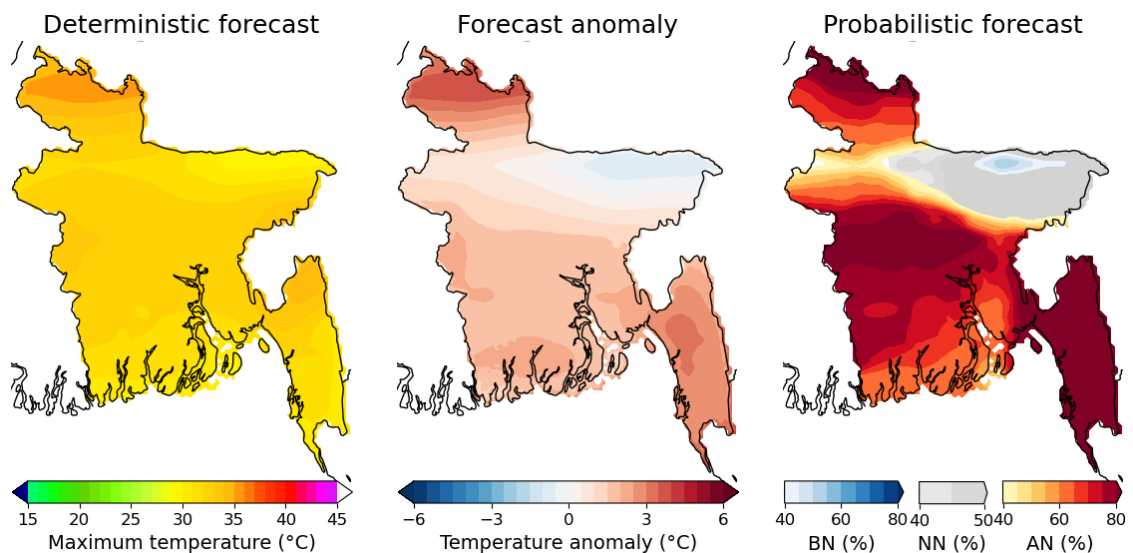 Deterministic forecast
Forecast anomaly
Probabilistic forecast
15 20 25 30 35 40 45
Maximum temperature (°C)
−6 −3 0 3 6
Temperature anomaly (°C)
40 60 80
BN (%)
40 50
NN (%)
40 60 80
AN (%)